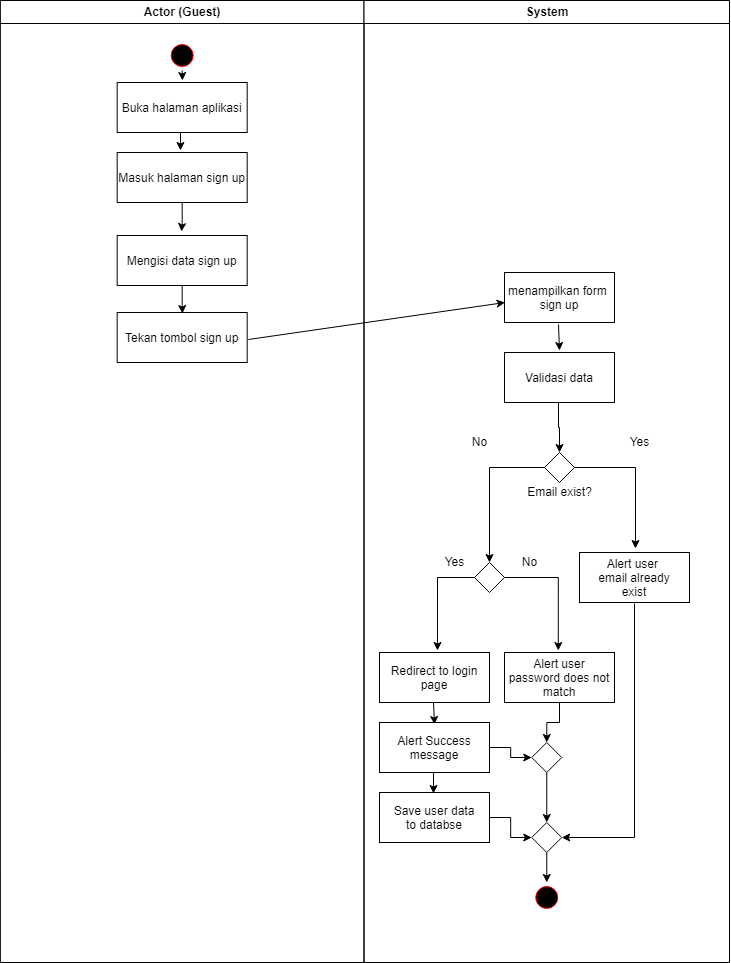 Actor (Guest)
System
Buka halaman aplikasi
Masuk halaman sign up
Mengisi data sign up
Tekan tombol sign up
menampilkan form
sign up
Validasi data
No
Yes
Email exist?
Yes
No
Alert user
email already
exist
Redirect to login
page
Alert user
password does not
match
Alert Success
message
Save user data
to databse